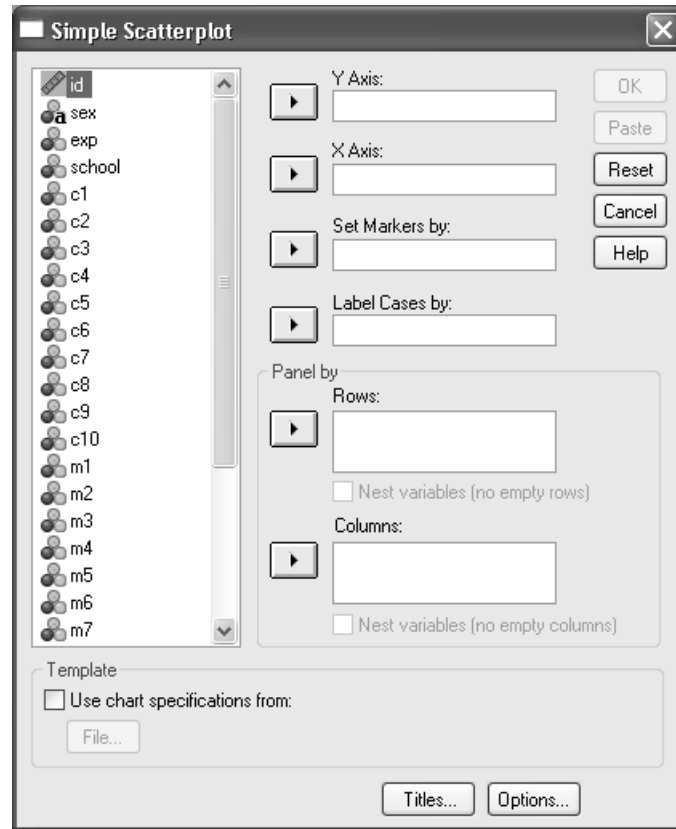 Simple Scatterplot
id
sex
exp
school
c1
c2
c3
c4
c5
c6
c7
c8
c9
c10
m1
m2
m3
m4
m5
m6
m7
Y Axis:
X Axis:
Set Markers by:
Label Cases by:
Panel by
Rows:
Nest variables (no empty rows)
Columns:
Nest variables (no empty columns)
OK
Paste
Reset
Cancel
Help
Template
Use chart specifications from:
File...
Titles...
Options...